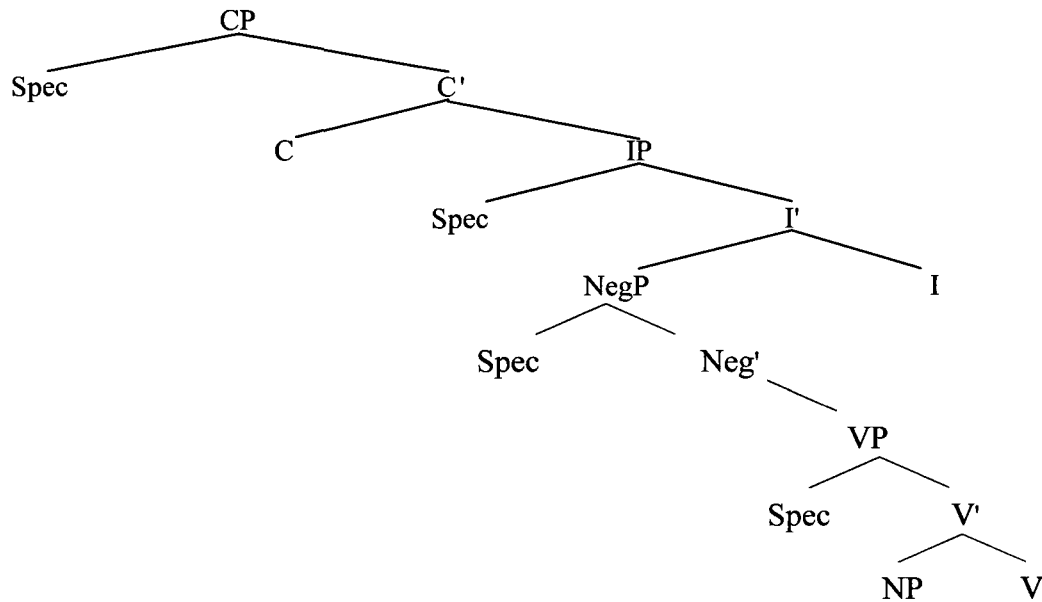 CP
Spec C'
C IP
Spec I'
NegP I
Spec Neg'
VP
Spec V'
NP V